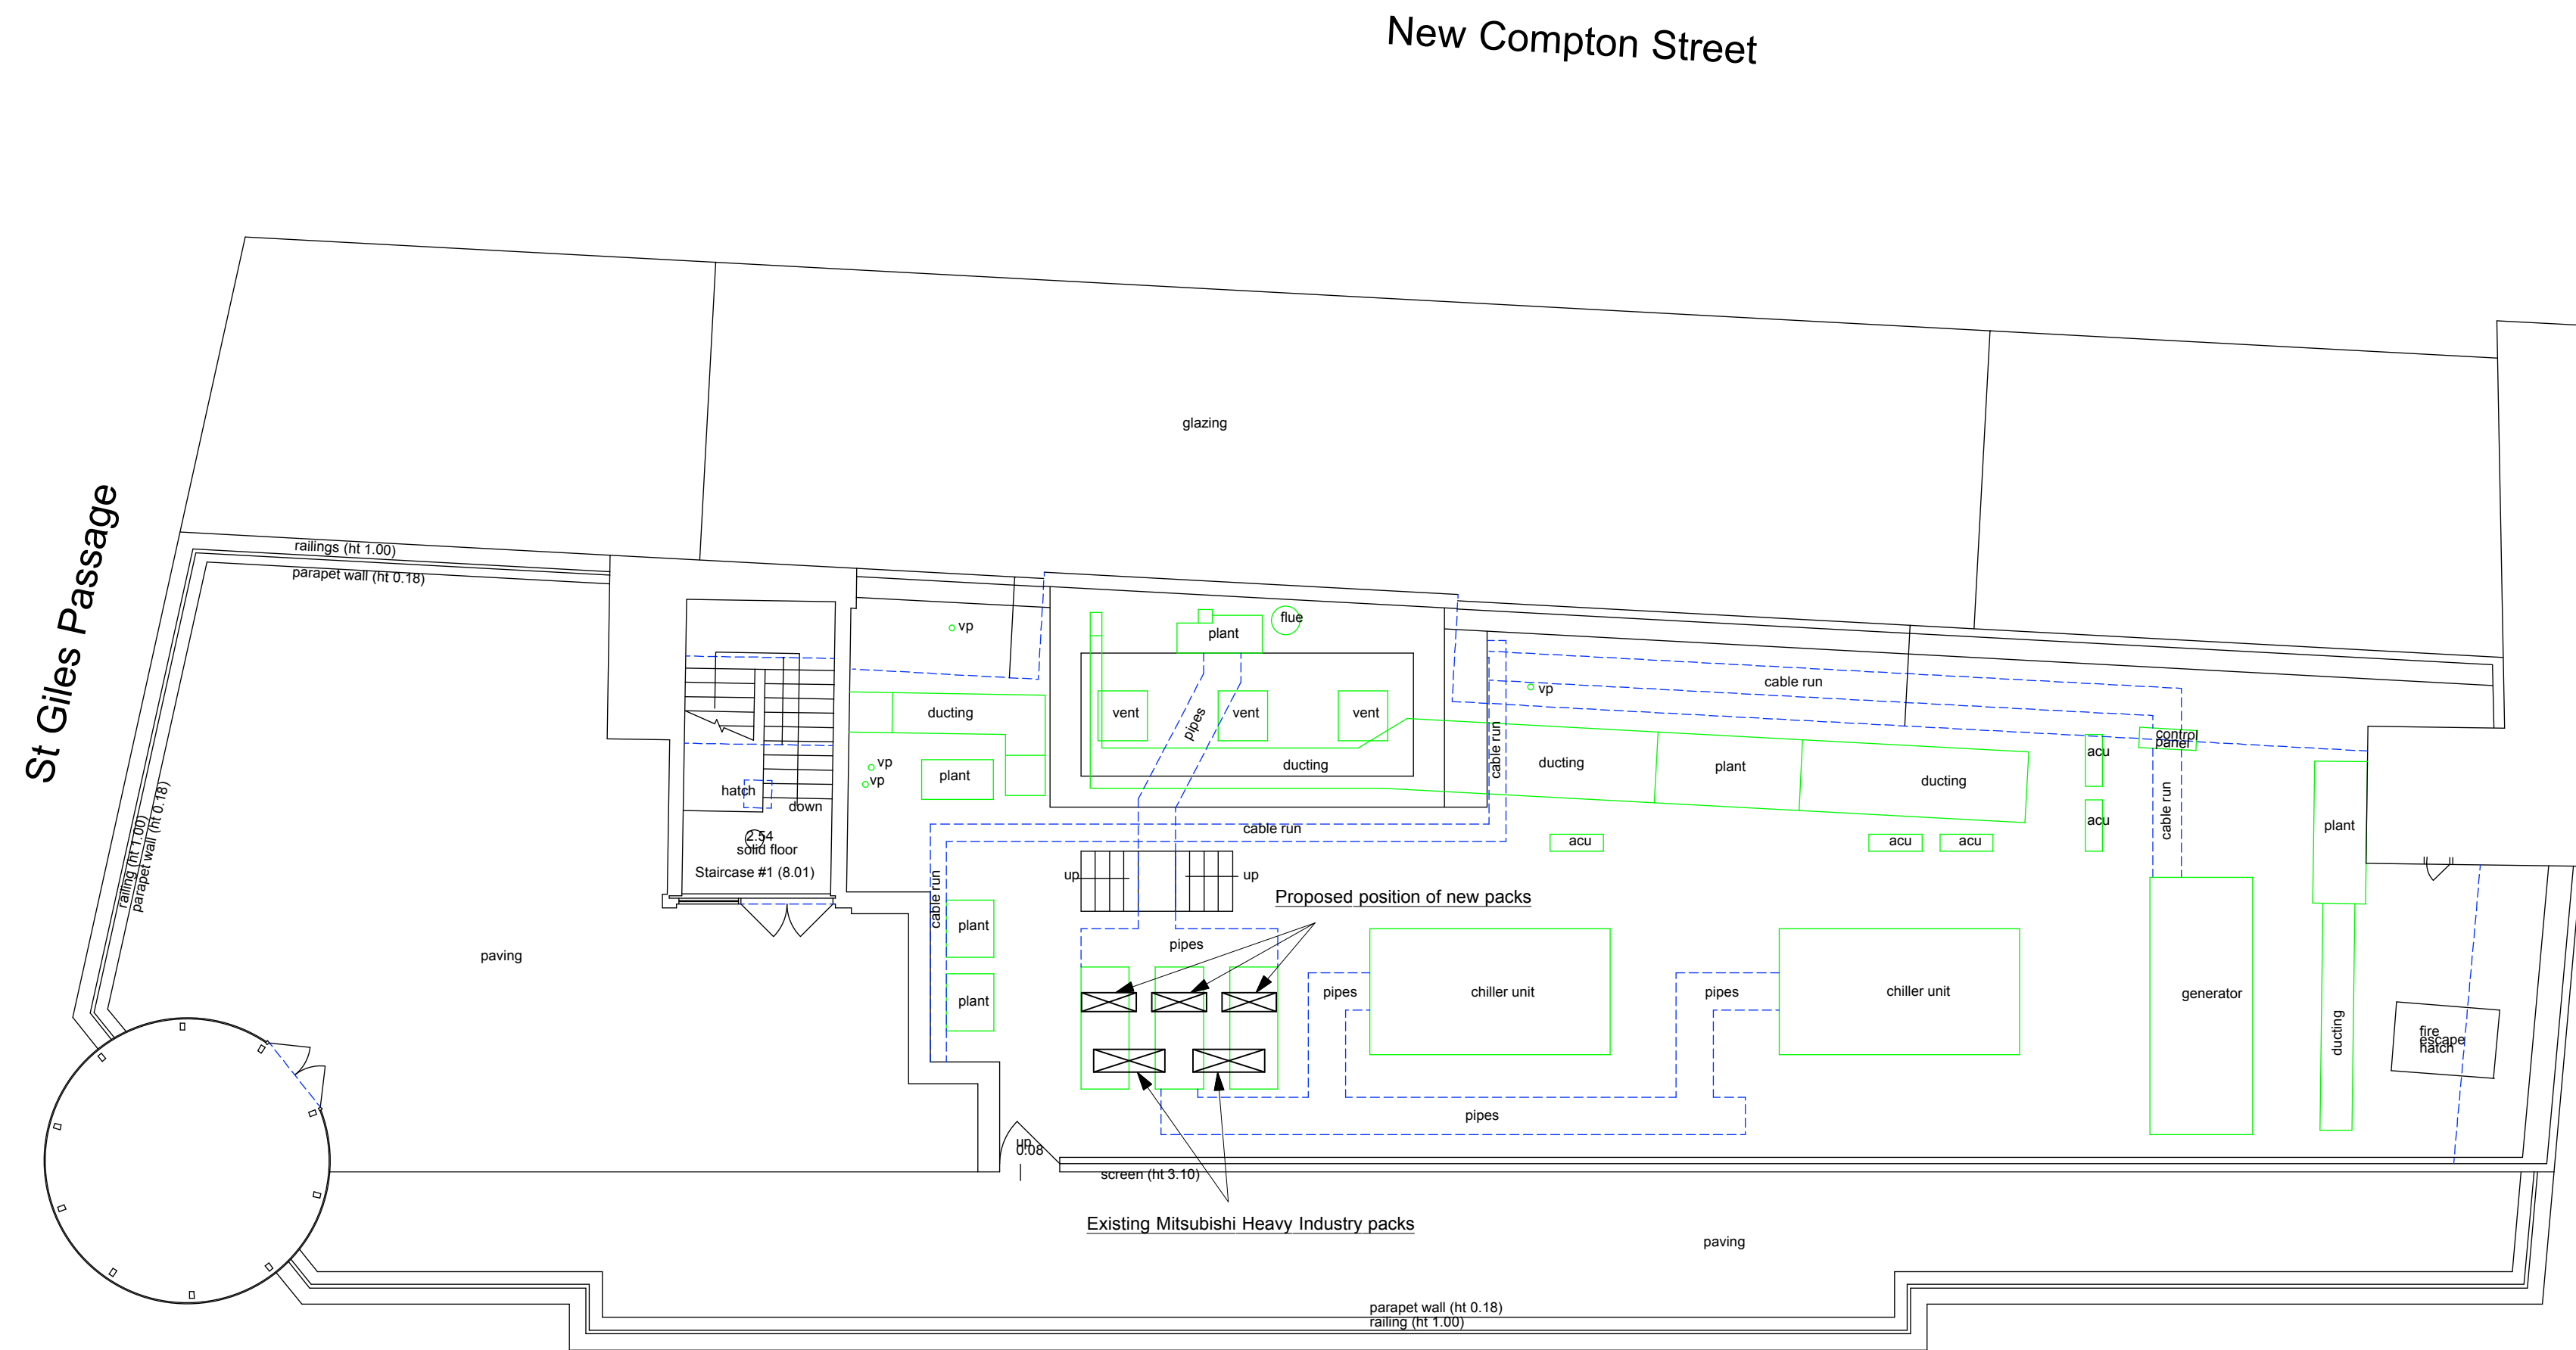 New Compton Street
St Giles Passage
glazing
railings (ht 1.00)
parapet wall (ht 0.18)
railing (ht 1.00)
parapet wall (ht 0.18)
vp
plant
flue
ducting
vent
vent
vent
pipes
cable run
vp
cable run
ducting
vp
vp
plant
ducting
ducting
plant
ducting
acu
control
panel
acu
cable run
plant
hatch
down
2.54
solid floor
Staircase #1 (8.01)
cable run
acu
acu
acu
up
up
Proposed position of new packs
cable run
plant
plant
paving
pipes
pipes
chiller unit
pipes
chiller unit
generator
ducting
fire
escape
hatch
pipes
up
0.08
screen (ht 3.10)
Existing Mitsubishi Heavy Industry packs
paving
parapet wall (ht 0.18)
railing (ht 1.00)